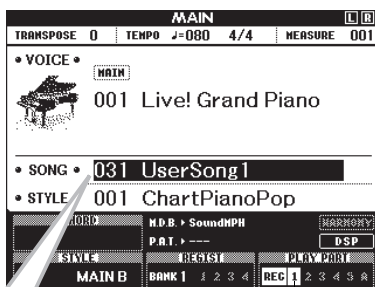 MAIN L R
TRANSPOSE 0 TEMPO ♩=080 4/4 MEASURE 001
• VOICE •
MAIN
001 Live! Grand Piano
• SONG • 031 UserSong1
• STYLE 001 ChartPianoPop
M.D.B. ▸ SoundMPH HARMONY
P.A.T. ▸ --- DSP
STYLE REGIST PLAY PART
MAIN B BANK 1 1 2 3 4 REC 1 2 3 4 5 A